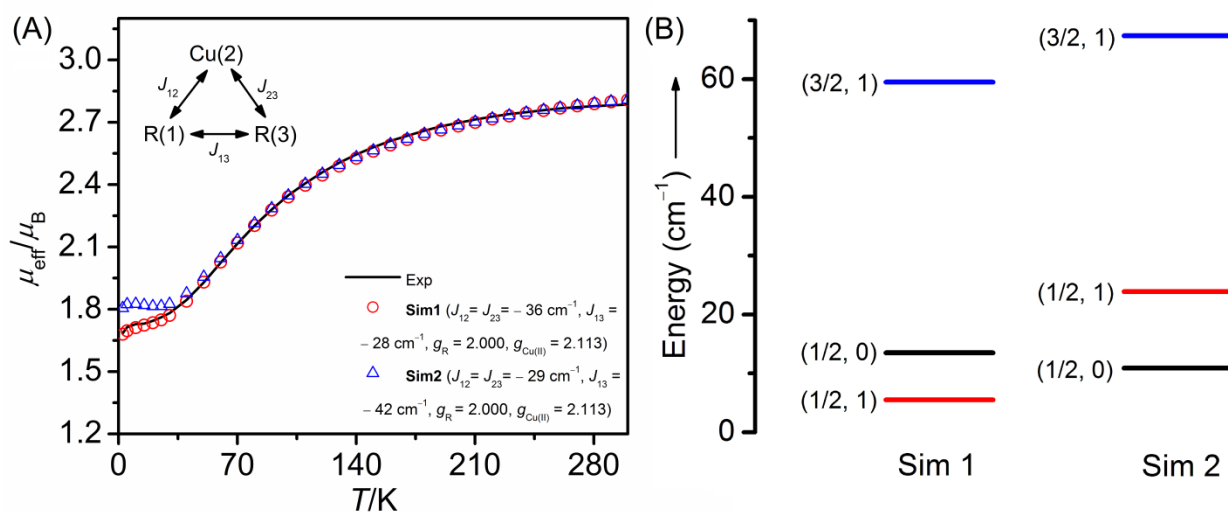 (A)
3.0
2.7
2.4
2.1
1.8
1.5
1.2
μeff/μB
0
70
140
210
280
T/K
Cu(2)
J12
J23
R(1)
R(3)
J13
Exp
Sim1 (J12= J23= − 36 cm−1, J13 =
− 28 cm−1, gR = 2.000, gCu(II) = 2.113)
Sim2 (J12= J23= − 29 cm−1, J13 =
− 42 cm−1, gR = 2.000, gCu(II) = 2.113)
(B)
60
40
20
0
Energy (cm−1)
(3/2, 1)
(1/2, 0)
(1/2, 1)
(3/2, 1)
(1/2, 1)
(1/2, 0)
Sim 1
Sim 2